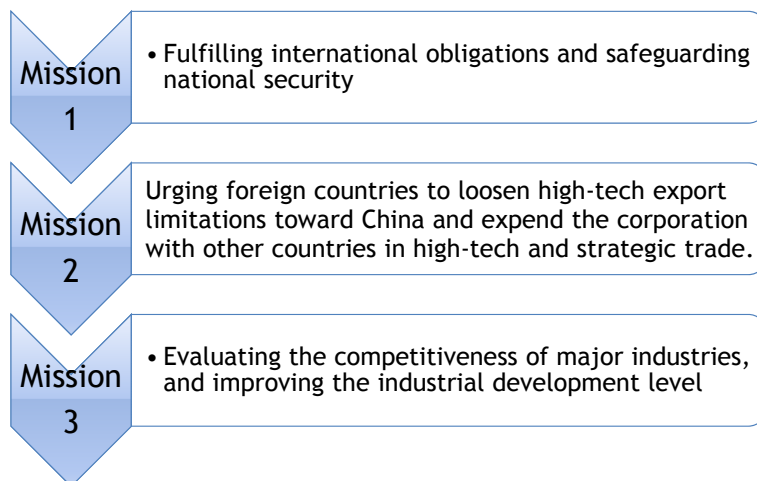 Mission
1
• Fulfilling international obligations and safeguarding
national security
Mission
2
Urging foreign countries to loosen high-tech export
limitations toward China and expend the corporation
with other countries in high-tech and strategic trade.
Mission
3
• Evaluating the competitiveness of major industries,
and improving the industrial development level